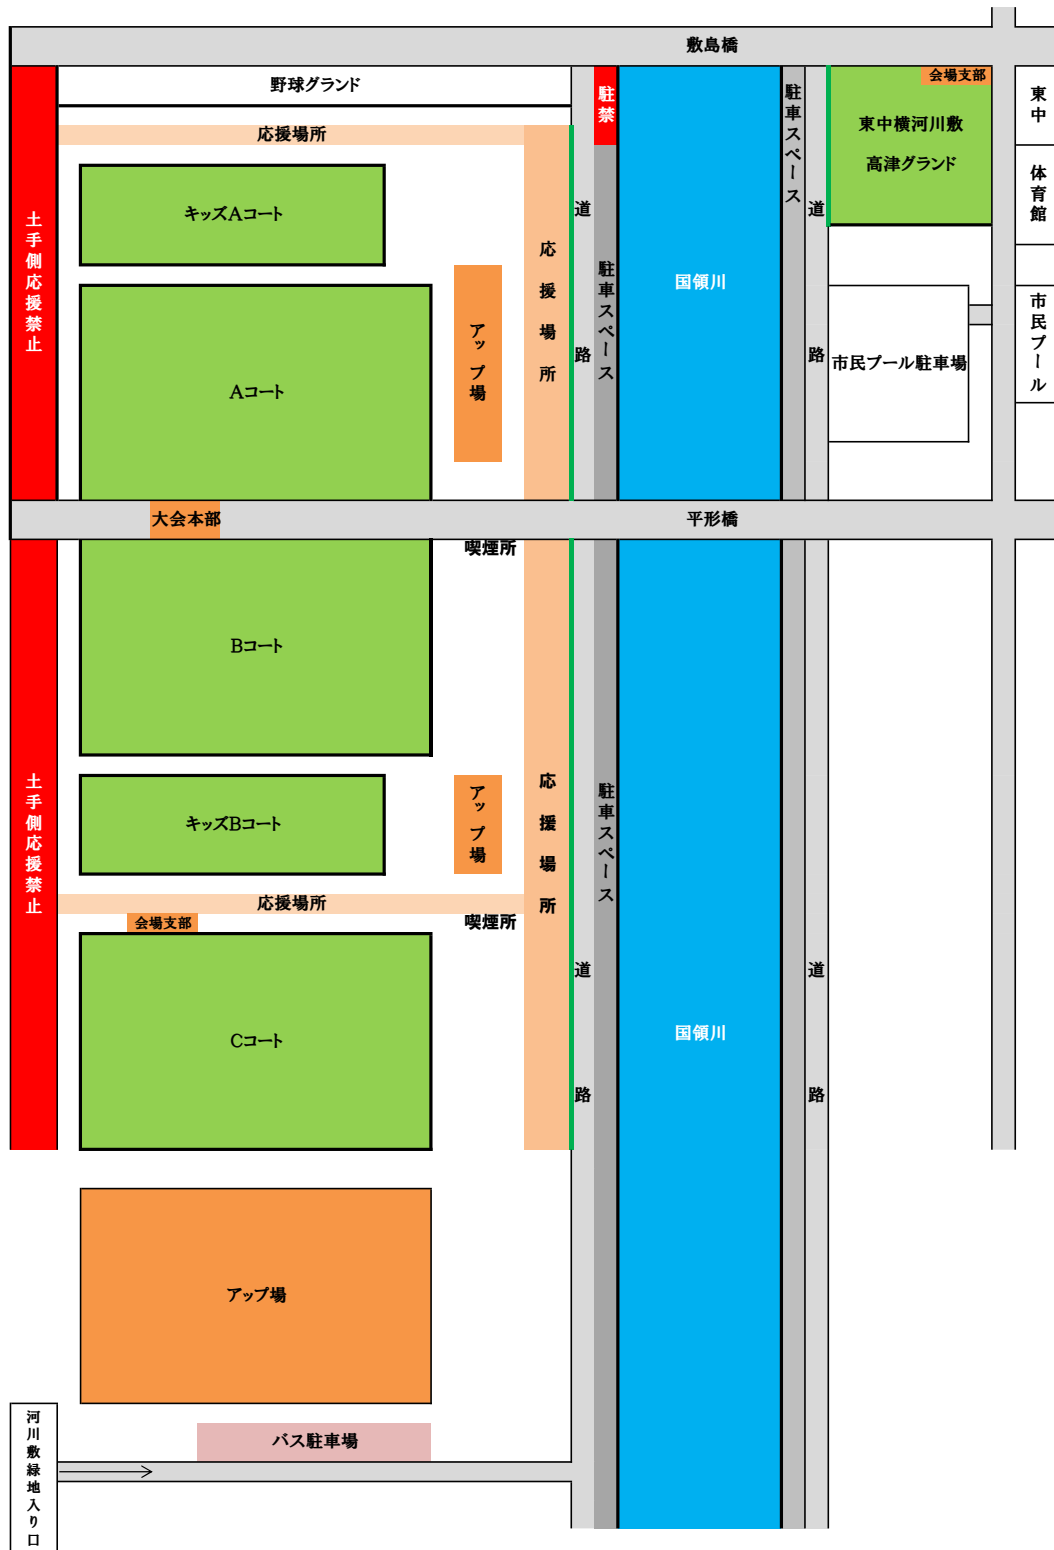 敷島橋
野球グランド
応援場所
キッズAコート
Aコート
土手側応援禁止
アップ場
応援場所
道路
駐禁
駐車スペース
国領川
駐車スペース
道路
会場支部
東中横河川敷
高津グランド
市民プール駐車場
東中
体育館
市民プール
大会本部
平形橋
喫煙所
Bコート
キッズBコート
土手側応援禁止
アップ場
応援場所
駐車スペース
応援場所
会場支部
喫煙所
Cコート
道路
国領川
道路
アップ場
バス駐車場
河川敷緑地入り口